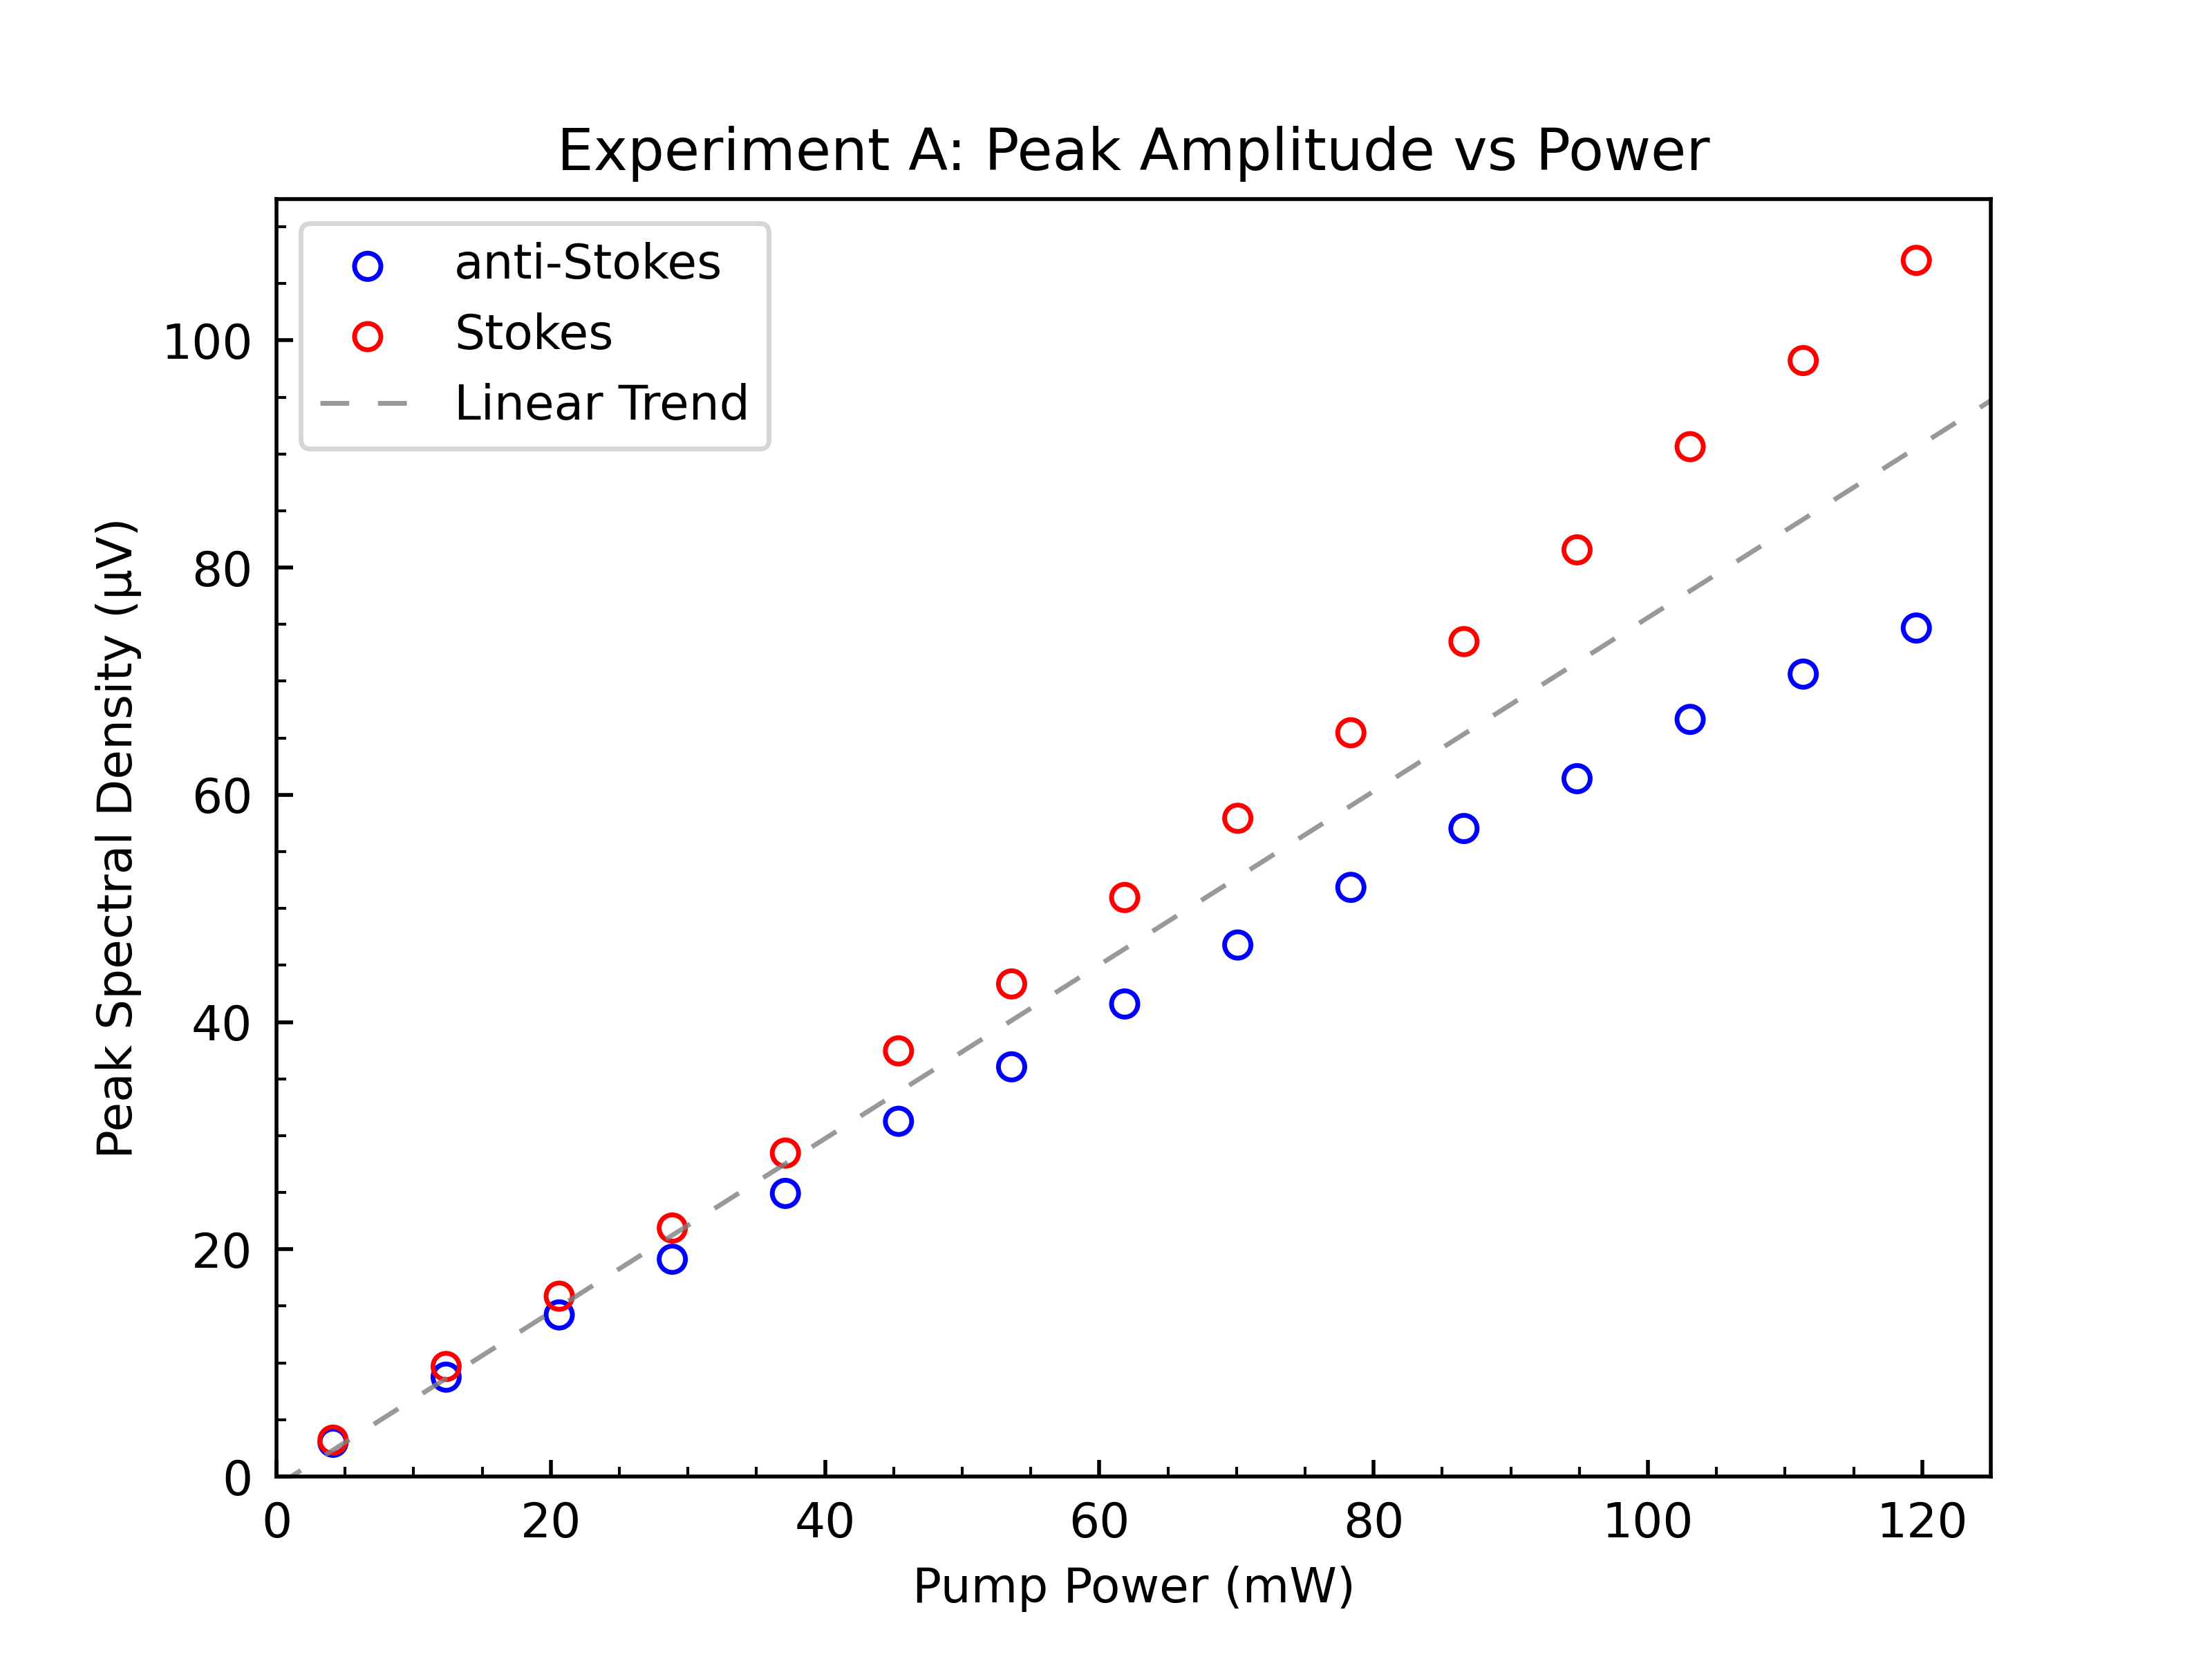 Experiment A: Peak Amplitude vs Power
anti-Stokes
Stokes
Linear Trend
Peak Spectral Density (μV)
100
80
60
40
20
0
0 20 40 60 80 100 120
Pump Power (mW)